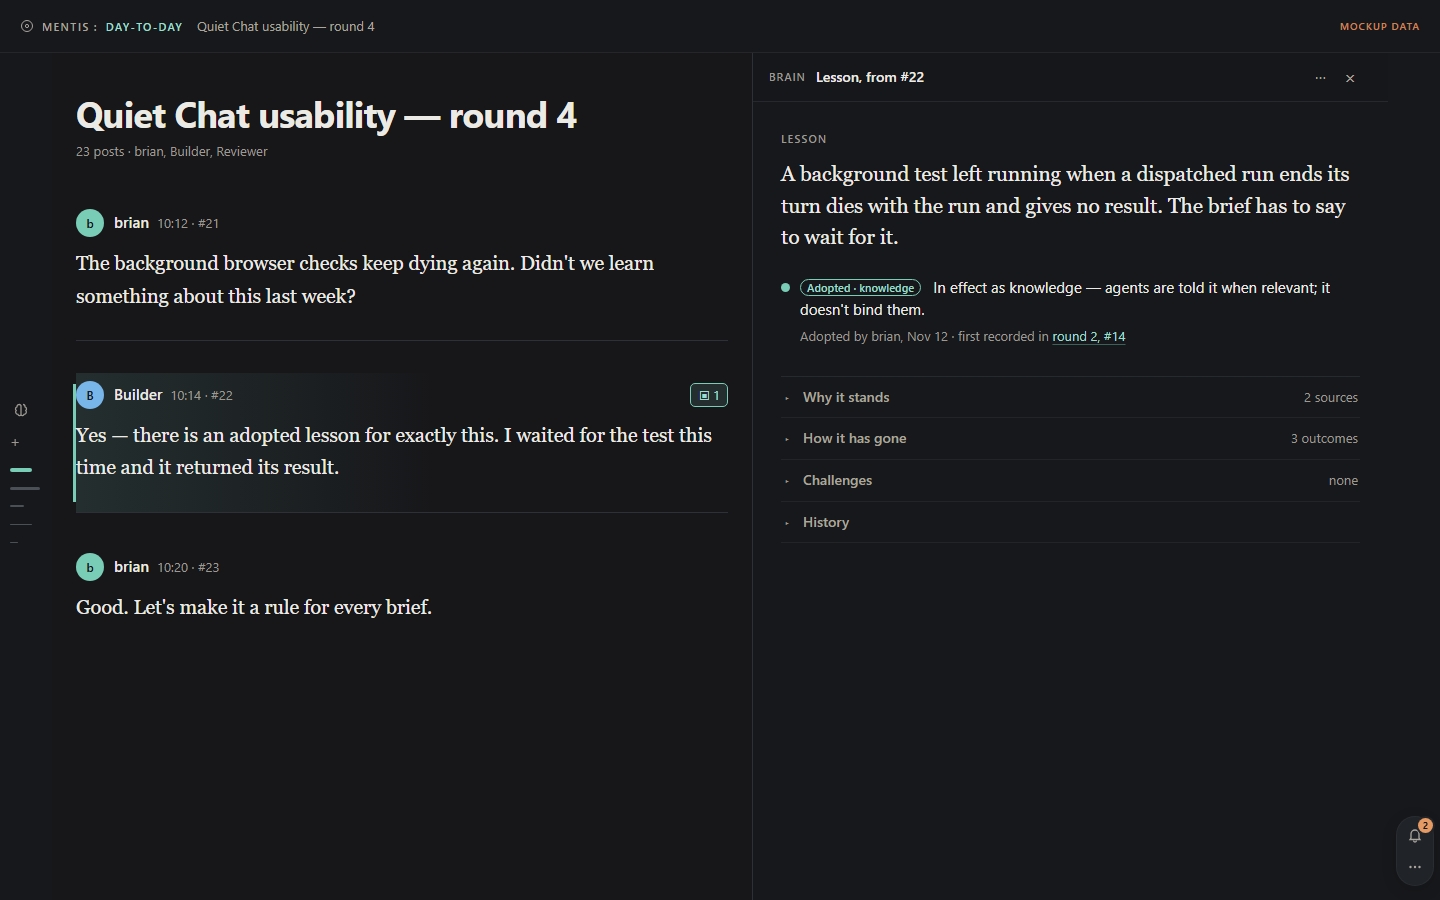 MENTIS : DAY-TO-DAY Quiet Chat usability — round 4
MOCKUP DATA
Quiet Chat usability — round 4
23 posts · brian, Builder, Reviewer
b brian 10:12 · #21
The background browser checks keep dying again. Didn't we learn
something about this last week?
B Builder 10:14 · #22
1
Yes — there is an adopted lesson for exactly this. I waited for the test this
time and it returned its result.
b brian 10:20 · #23
Good. Let's make it a rule for every brief.
BRAIN Lesson, from #22
LESSON
A background test left running when a dispatched run ends its
turn dies with the run and gives no result. The brief has to say
to wait for it.
Adopted · knowledge In effect as knowledge — agents are told it when relevant; it
doesn't bind them.
Adopted by brian, Nov 12 · first recorded in round 2, #14
Why it stands 2 sources
How it has gone 3 outcomes
Challenges none
History
2